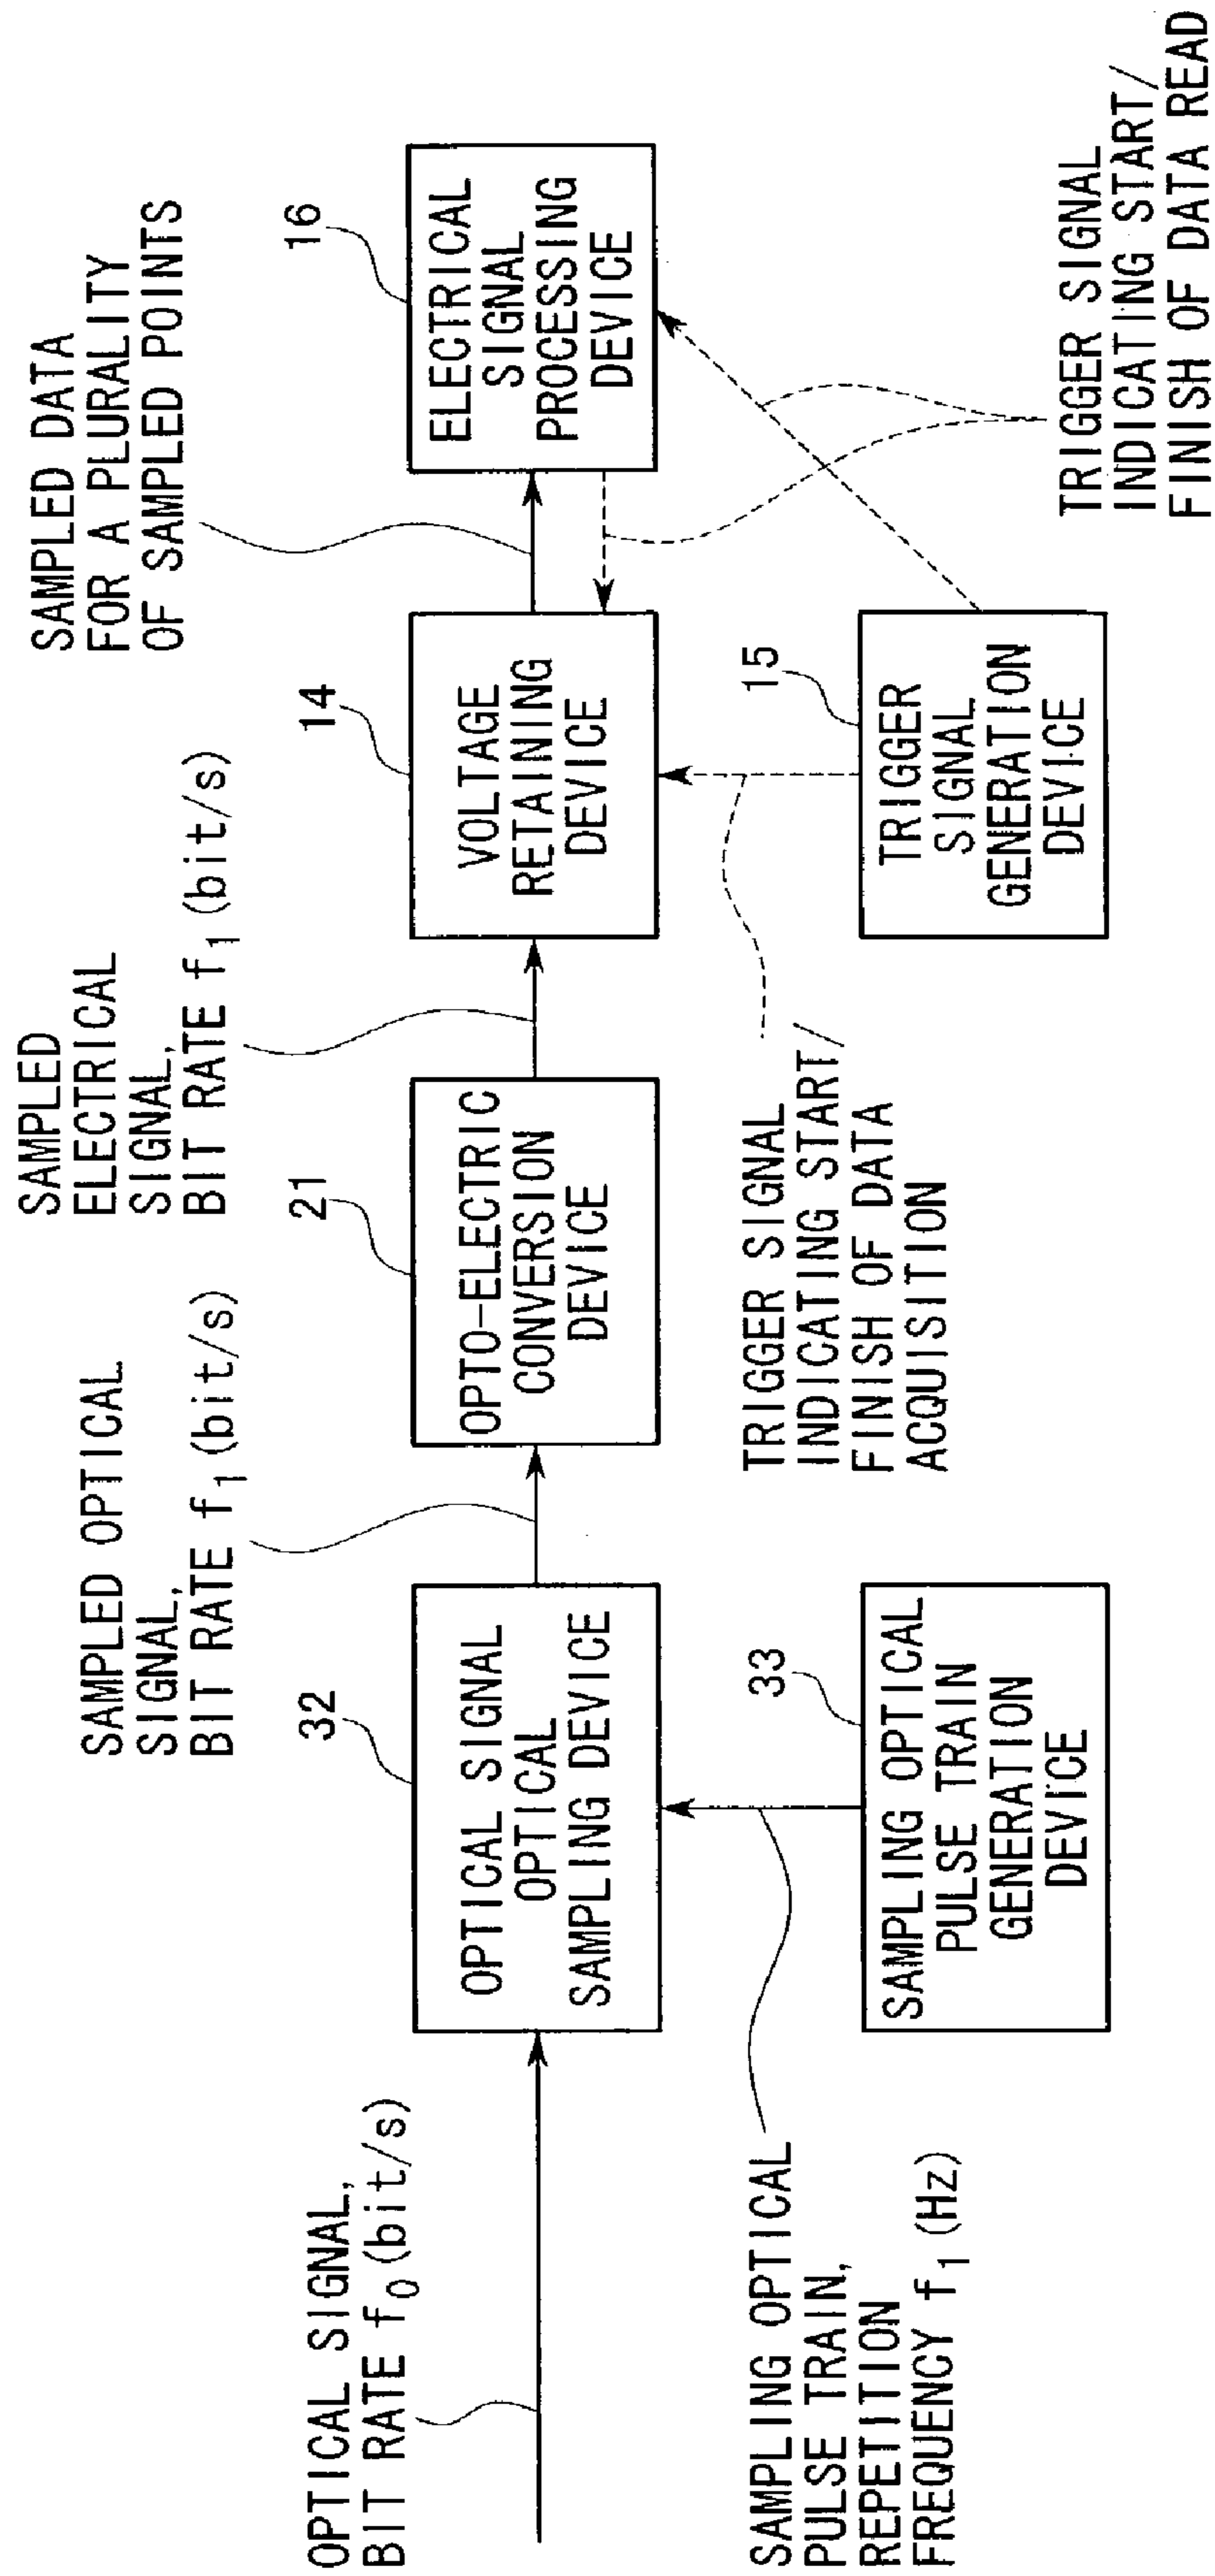 OPTICAL SIGNAL,
BIT RATE f0 (bit/s)
SAMPLED OPTICAL
SIGNAL,
BIT RATE f1 (bit/s)
SAMPLED
ELECTRICAL
SIGNAL,
BIT RATE f1 (bit/s)
SAMPLED DATA
FOR A PLURALITY
OF SAMPLED POINTS
32
OPTICAL SIGNAL
OPTICAL
SAMPLING DEVICE
21
OPTO-ELECTRIC
CONVERSION
DEVICE
14
VOLTAGE
RETAINING
DEVICE
16
ELECTRICAL
SIGNAL
PROCESSING
DEVICE
SAMPLING OPTICAL
PULSE TRAIN,
REPETITION
FREQUENCY f1 (Hz)
33
SAMPLING OPTICAL
PULSE TRAIN
GENERATION
DEVICE
TRIGGER SIGNAL
INDICATING START/
FINISH OF DATA
ACQUISITION
15
TRIGGER
SIGNAL
GENERATION
DEVICE
TRIGGER SIGNAL
INDICATING START/
FINISH OF DATA READ